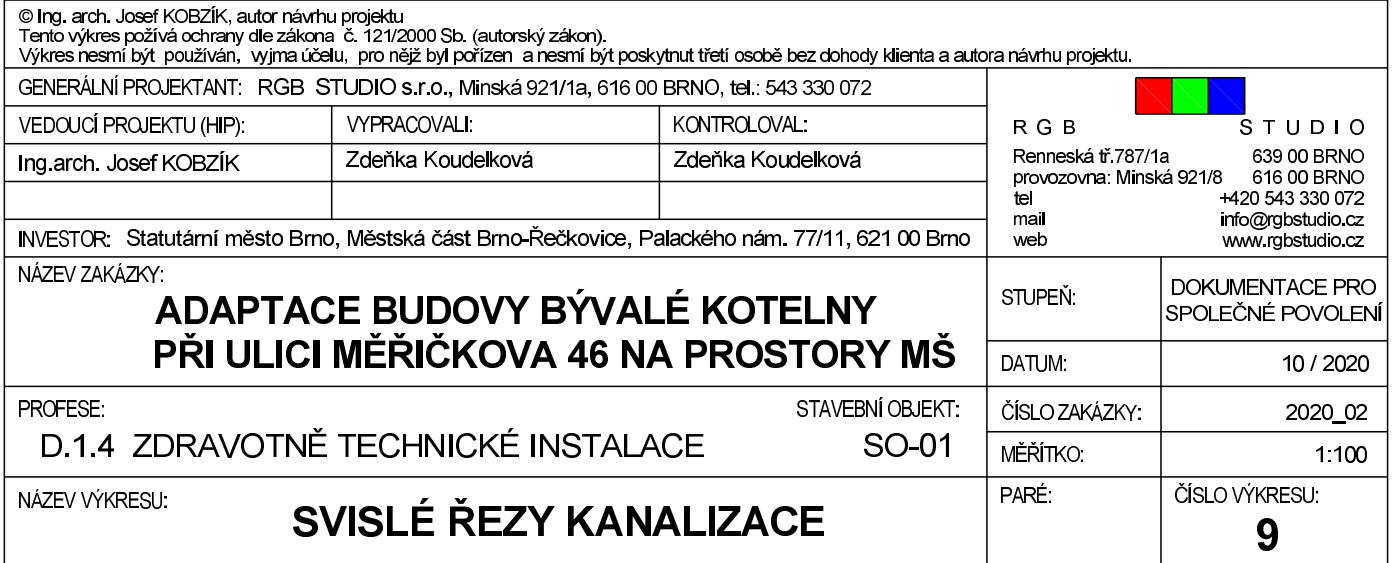 © Ing. arch. Josef KOBZÍK, autor návrhu projektu
Tento výkres požívá ochrany dle zákona č. 121/2000 Sb. (autorský zákon).
Výkres nesmí být používán, vyjma účelu, pro nějž byl pořízen a nesmí být poskytnut třetí osobě bez dohody klienta a autora návrhu projektu.
GENERÁLNÍ PROJEKTANT: RGB STUDIO s.r.o., Minská 921/1a, 616 00 BRNO, tel.: 543 330 072
VEDOUCÍ PROJEKTU (HIP): VYPRACOVALI: KONTROLOVAL:
Ing.arch. Josef KOBZÍK Zdeňka Koudelková Zdeňka Koudelková
INVESTOR: Statutární město Brno, Městská část Brno-Řečkovice, Palackého nám. 77/11, 621 00 Brno
RGB STUDIO
Renneská tř.787/1a 639 00 BRNO
provozovna: Minská 921/8 616 00 BRNO
tel +420 543 330 072
mail info@rgbstudio.cz
web www.rgbstudio.cz
NÁZEV ZAKÁZKY:
ADAPTACE BUDOVY BÝVALÉ KOTELNY
PŘI ULICI MĚŘIČKOVA 46 NA PROSTORY MŠ
STUPEŇ: DOKUMENTACE PRO
SPOLEČNÉ POVOLENÍ
DATUM: 10 / 2020
PROFESE: STAVEBNÍ OBJEKT:
D.1.4 ZDRAVOTNĚ TECHNICKÉ INSTALACE SO-01
ČÍSLO ZAKÁZKY: 2020_02
MĚŘÍTKO: 1:100
NÁZEV VÝKRESU:
SVISLÉ ŘEZY KANALIZACE
PARÉ: ČÍSLO VÝKRESU:
9